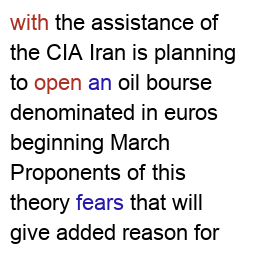 with the assistance of
the CIA Iran is planning
to open an oil bourse
denominated in euros
beginning March
Proponents of this
theory fears that will
give added reason for